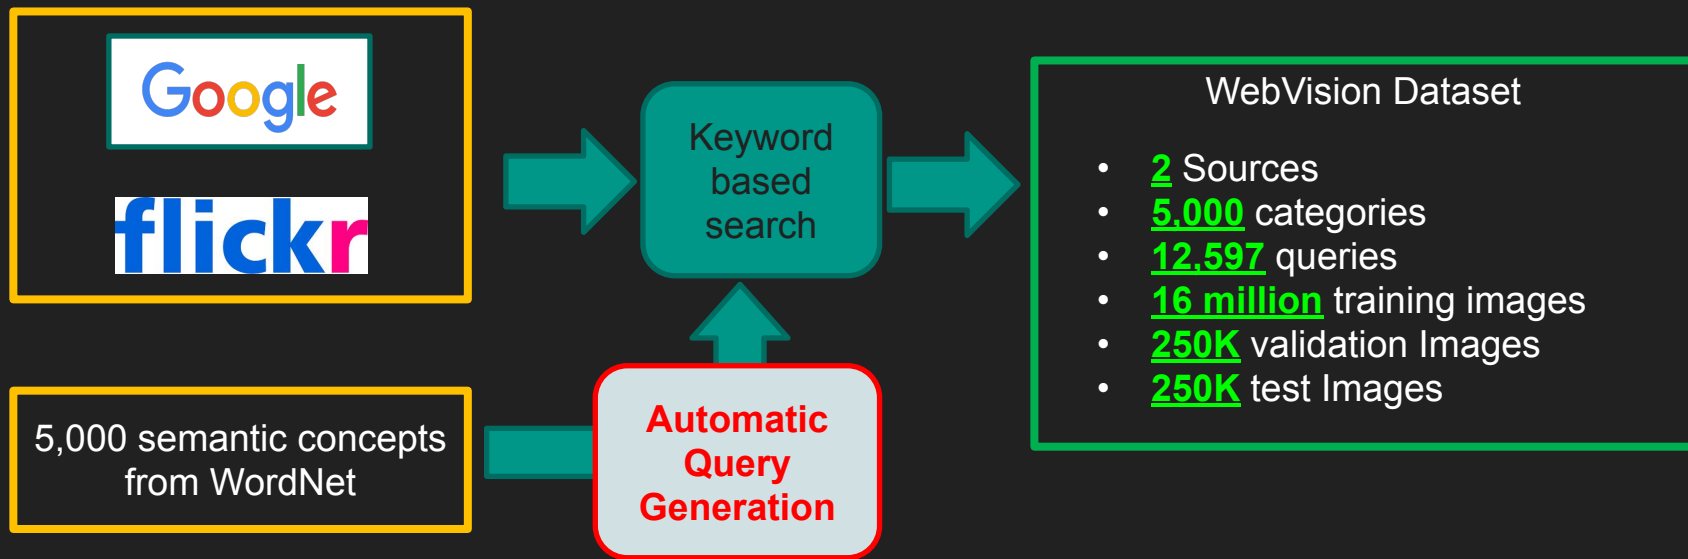 Google
flickr
5,000 semantic concepts
from WordNet
Keyword
based
search
Automatic
Query
Generation
WebVision Dataset
• 2 Sources
• 5,000 categories
• 12,597 queries
• 16 million training images
• 250K validation Images
• 250K test Images